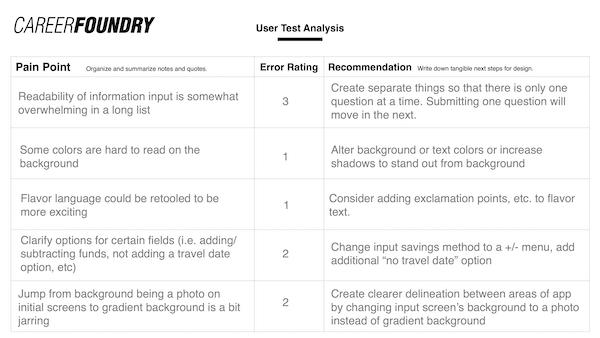 CAREERFOUNDRY
User Test Analysis
Pain Point Organize and summarize notes and quotes.
Error Rating
Recommendation Write down tangible next steps for design.
Readability of information input is somewhat
overwhelming in a long list
3
Create separate things so that there is only one
question at a time. Submitting one question will
move in the next.
Some colors are hard to read on the
background
1
Alter background or text colors or increase
shadows to stand out from background
Flavor language could be retooled to be
more exciting
1
Consider adding exclamation points, etc. to flavor
text.
Clarify options for certain fields (i.e. adding/
subtracting funds, not adding a travel date
option, etc)
2
Change input savings method to a +/- menu, add
additional “no travel date” option
Jump from background being a photo on
initial screens to gradient background is a bit
jarring
2
Create clearer delineation between areas of app
by changing input screen’s background to a photo
instead of gradient background